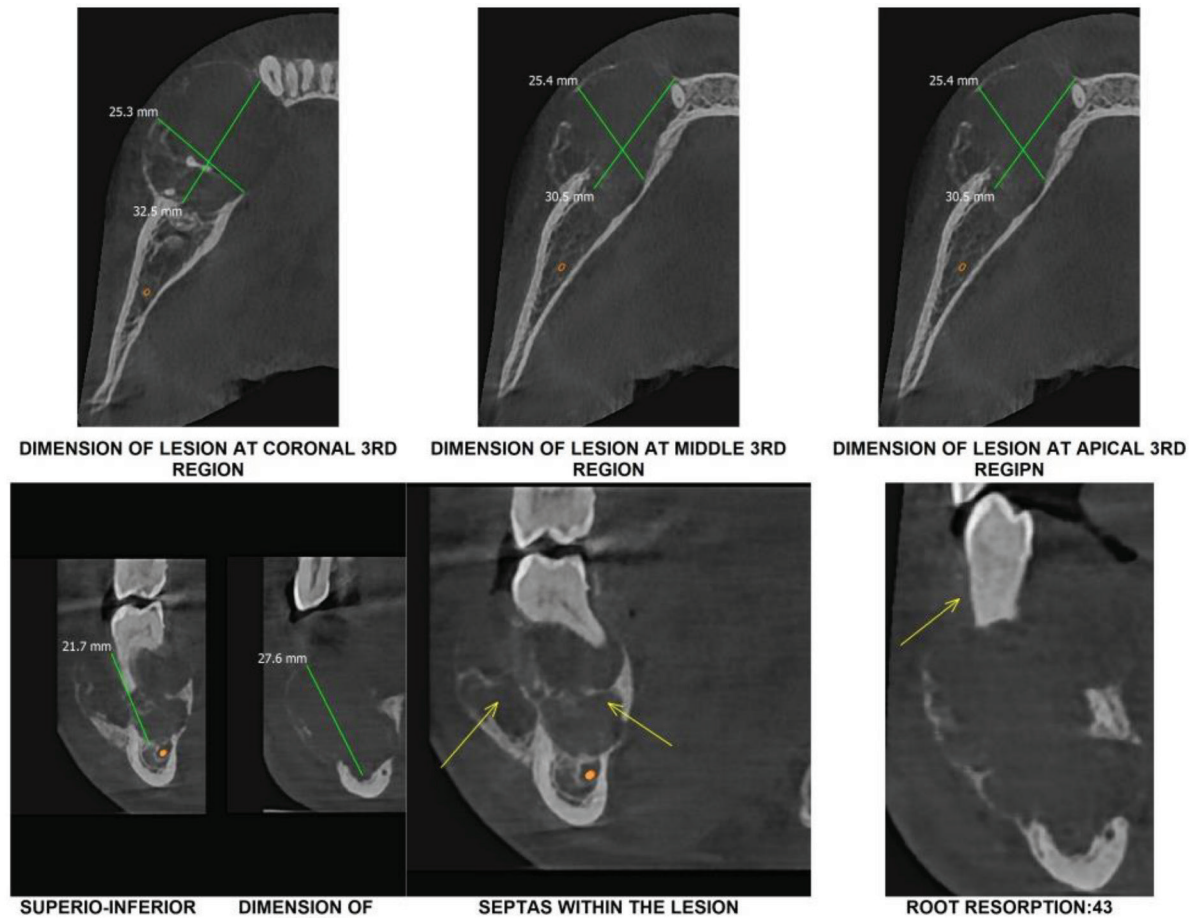 25.3 mm
32.5 mm
25.4 mm
30.5 mm
25.4 mm
30.5 mm
DIMENSION OF LESION AT CORONAL 3RD
REGION
DIMENSION OF LESION AT MIDDLE 3RD
REGION
DIMENSION OF LESION AT APICAL 3RD
REGIPN
21.7 mm
27.6 mm
SUPERIO-INFERIOR DIMENSION OF
SEPTAS WITHIN THE LESION
ROOT RESORPTION:43